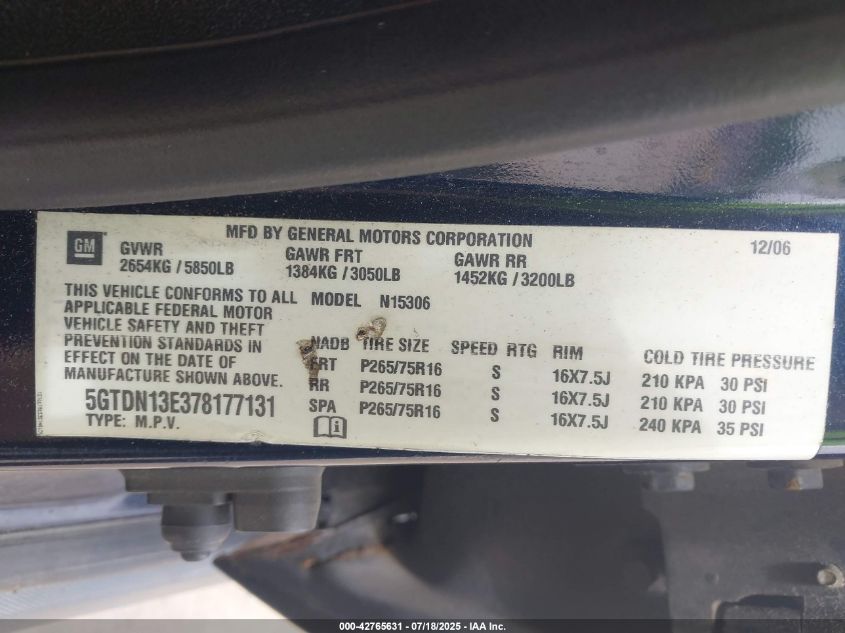 MFD BY GENERAL MOTORS CORPORATION 12/06
GM
GVWR GAWR FRT GAWR RR
2654KG / 5850LB 1384KG / 3050LB 1452KG / 3200LB
THIS VEHICLE CONFORMS TO ALL
APPLICABLE FEDERAL MOTOR
VEHICLE SAFETY AND THEFT
PREVENTION STANDARDS IN
EFFECT ON THE DATE OF
MANUFACTURE SHOWN ABOVE.
5GTDN13E378177131
TYPE: M.P.V.
MODEL N15306
TIRE SIZE SPEED RTG RIM COLD TIRE PRESSURE
FRT P265/75R16 S 16X7.5J 210 KPA 30 PSI
RR P265/75R16 S 16X7.5J 210 KPA 30 PSI
SPA P265/75R16 S 16X7.5J 240 KPA 35 PSI
000-42765631 - 07/18/2025 - IAA Inc.